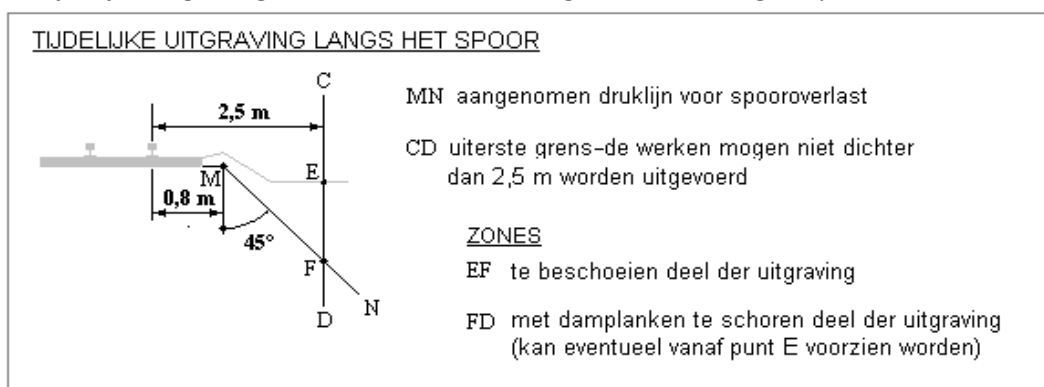 TIJDELIJKE UITGRAVING LANGS HET SPOOR
C
2,5 m
E
M
0,8 m
45°
F
N
D
MN aangenomen druklijn voor spooroverlast
CD uiterste grens-de werken mogen niet dichter
dan 2,5 m worden uitgevoerd
ZONES
EF te beschoeien deel der uitgraving
FD met damplanken te schoren deel der uitgraving
(kan eventueel vanaf punt E voorzien worden)